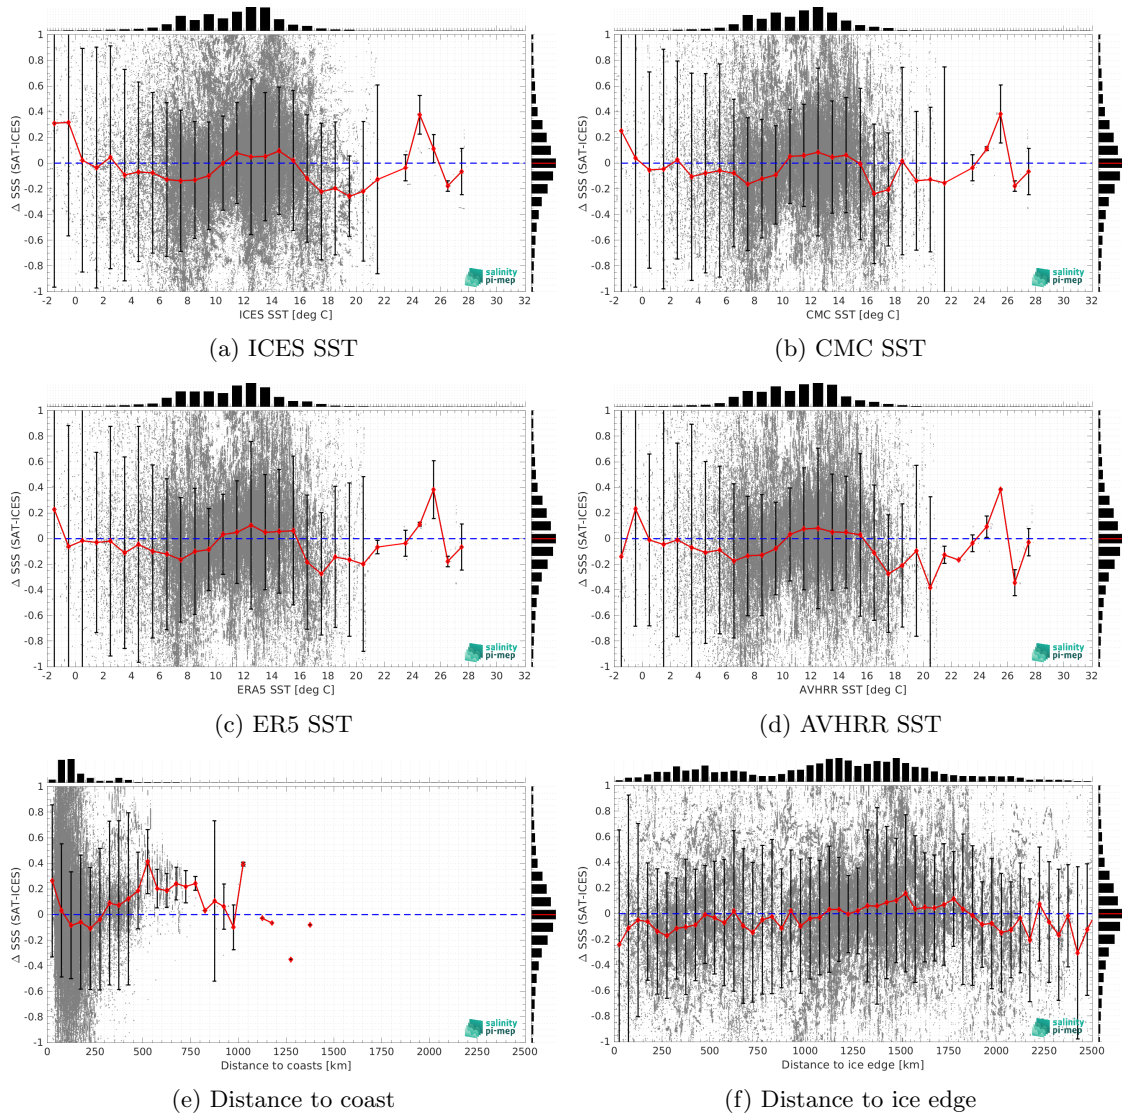 1
0.8
0.6
0.4
0.2
0
-0.2
-0.4
-0.6
-0.8
-1
Δ SSS (SAT-ICES)
-2 0 2 4 6 8 10 12 14 16 18 20 22 24 26 28 30 32
ICES SST [deg C]
salinity
pi-mep
(a) ICES SST
1
0.8
0.6
0.4
0.2
0
-0.2
-0.4
-0.6
-0.8
-1
Δ SSS (SAT-ICES)
-2 0 2 4 6 8 10 12 14 16 18 20 22 24 26 28 30 32
CMC SST [deg C]
salinity
pi-mep
(b) CMC SST
1
0.8
0.6
0.4
0.2
0
-0.2
-0.4
-0.6
-0.8
-1
Δ SSS (SAT-ICES)
-2 0 2 4 6 8 10 12 14 16 18 20 22 24 26 28 30 32
ERA5 SST [deg C]
salinity
pi-mep
(c) ER5 SST
1
0.8
0.6
0.4
0.2
0
-0.2
-0.4
-0.6
-0.8
-1
Δ SSS (SAT-ICES)
-2 0 2 4 6 8 10 12 14 16 18 20 22 24 26 28 30 32
AVHRR SST [deg C]
salinity
pi-mep
(d) AVHRR SST
1
0.8
0.6
0.4
0.2
0
-0.2
-0.4
-0.6
-0.8
-1
Δ SSS (SAT-ICES)
0 250 500 750 1000 1250 1500 1750 2000 2250 2500
Distance to coasts [km]
salinity
pi-mep
(e) Distance to coast
1
0.8
0.6
0.4
0.2
0
-0.2
-0.4
-0.6
-0.8
-1
Δ SSS (SAT-ICES)
0 250 500 750 1000 1250 1500 1750 2000 2250 2500
Distance to ice edge [km]
salinity
pi-mep
(f) Distance to ice edge